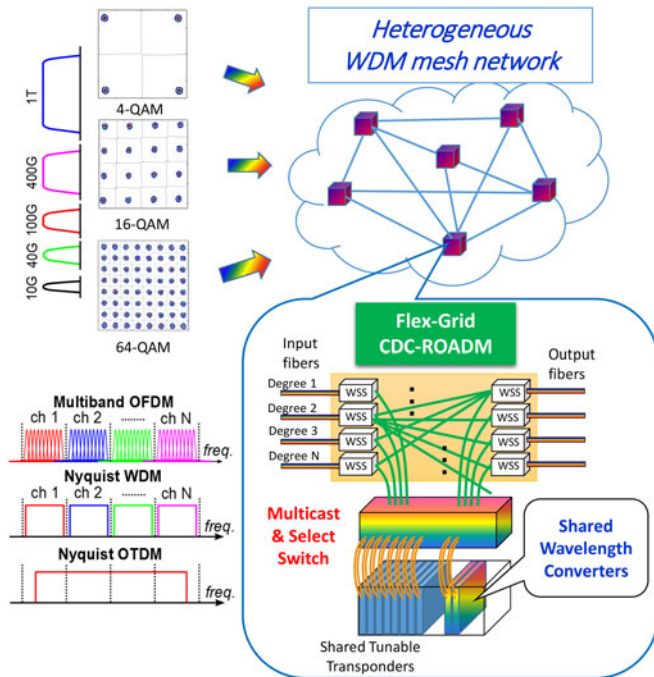 Heterogeneous
WDM mesh network
1T
400G
100G
40G
10G
4-QAM
16-QAM
64-QAM
Flex-Grid
CDC-ROADM
Input
fibers
Output
fibers
Degree 1
Degree 2
Degree 3
Degree N
WSS
WSS
WSS
WSS
WSS
WSS
WSS
WSS
Multicast
& Select
Switch
Shared
Wavelength
Converters
Shared Tunable
Transponders
Multiband OFDM
ch 1 ch 2 ........ ch N
freq.
Nyquist WDM
ch 1 ch 2 ........ ch N
freq.
Nyquist OTDM
freq.